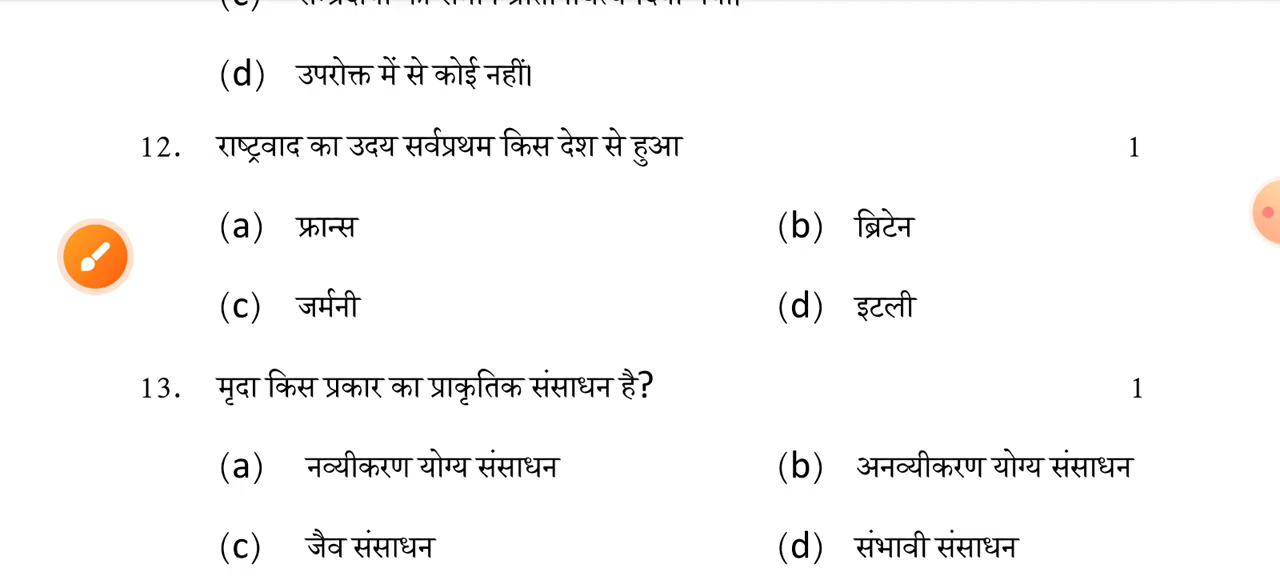 (d) उपरोक्त में से कोई नहीं।
12. राष्ट्रवाद का उदय सर्वप्रथम किस देश से हुआ 1
(a) फ्रान्स (b) ब्रिटेन
(c) जर्मनी (d) इटली
13. मृदा किस प्रकार का प्राकृतिक संसाधन है? 1
(a) नव्यीकरण योग्य संसाधन (b) अनव्यीकरण योग्य संसाधन
(c) जैव संसाधन (d) संभावी संसाधन